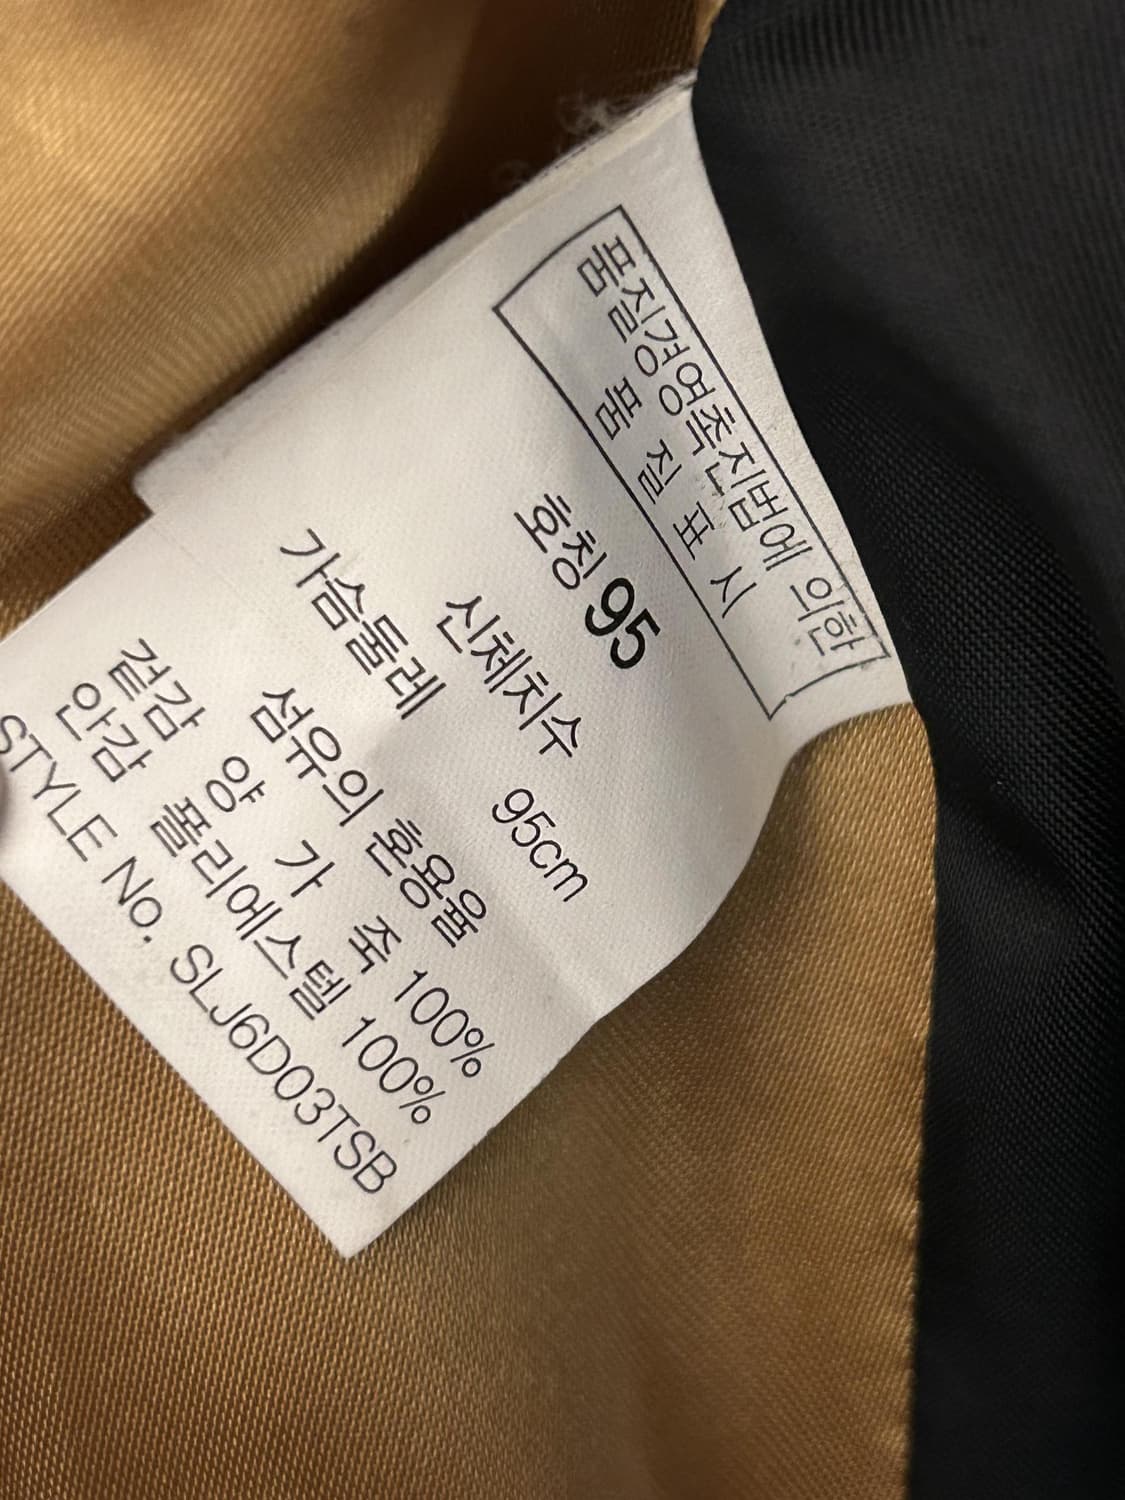 품질경영촉진법에 의한
품 질 표 시
호칭 95
신체치수
가슴둘레 95cm
섬유의 혼용율
겉감 양 가 죽 100%
안감 폴리에스텔 100%
STYLE No. SLJ6D03TSB